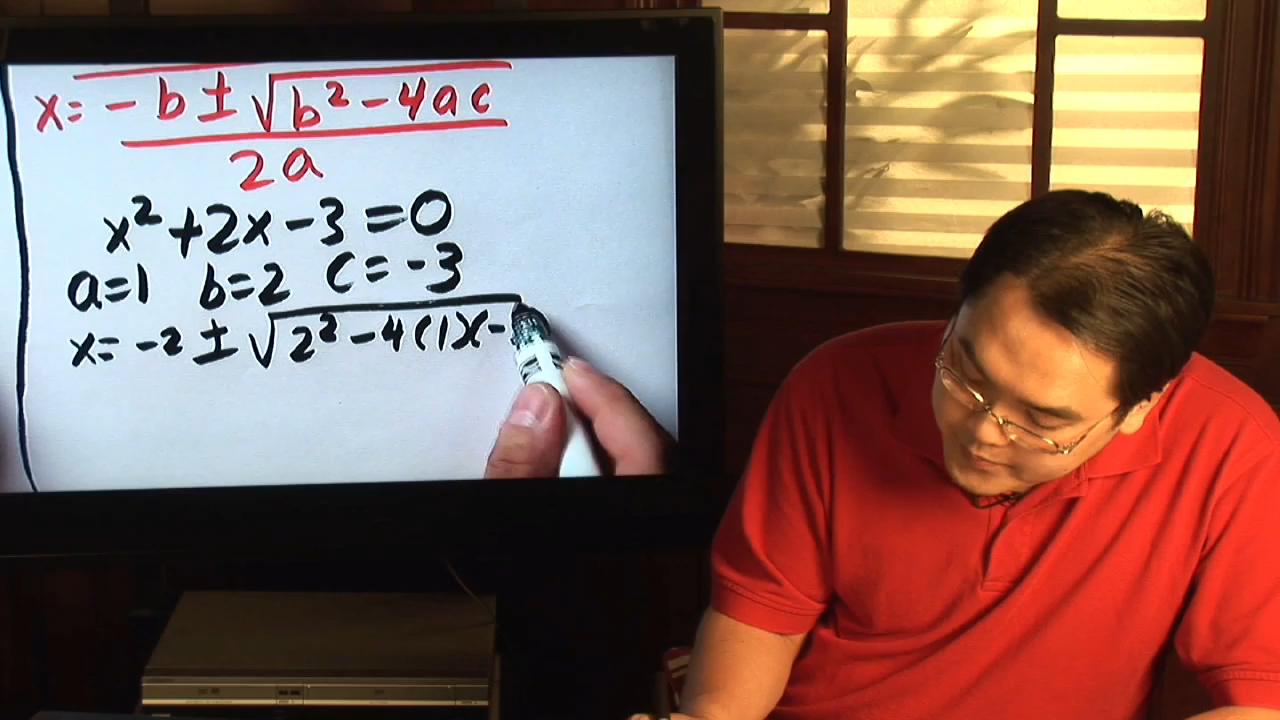 x= -b±√b²-4ac
2a
x²+2x-3=0
a=1 b=2 c=-3
x= -2±√2²-4(1)(-